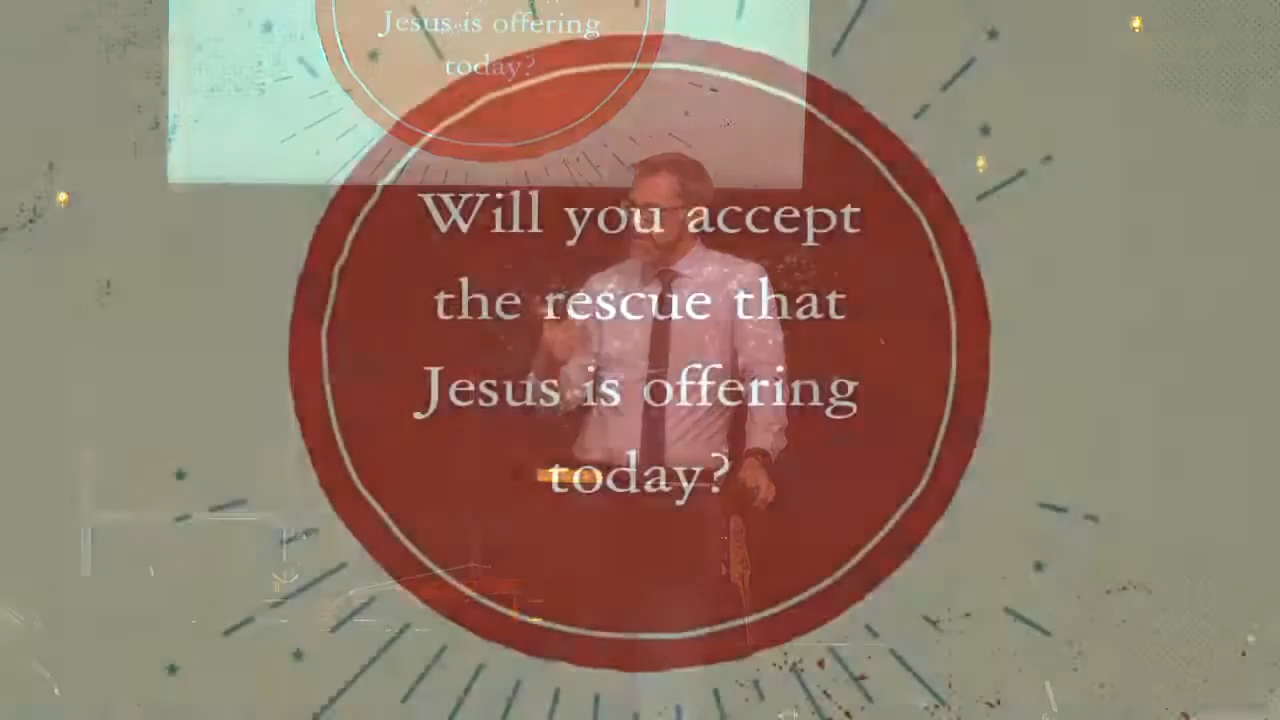 Jesus is offering
today?
Will you accept
the rescue that
Jesus is offering
today?